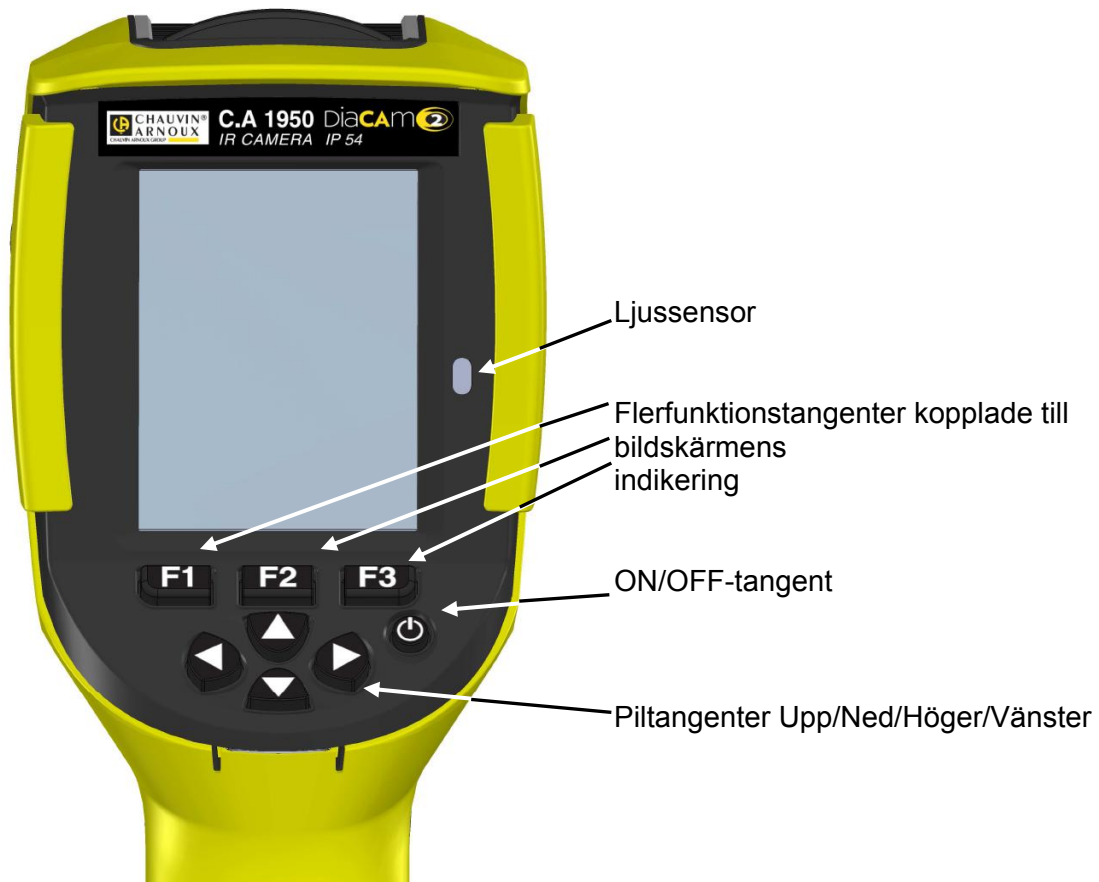 CHAUVIN®
ARNOUX
CHAUVIN ARNOUX GROUP
C.A 1950 DiaCAm 2
IR CAMERA IP 54
Ljussensor
Flerfunktionstangenter kopplade till
bildskärmens
indikering
F1 F2 F3
ON/OFF-tangent
Piltangenter Upp/Ned/Höger/Vänster